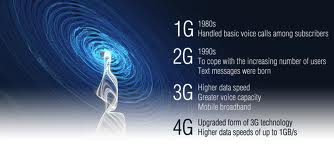 1G
1980s
Handled basic voice calls among subscribers
2G
1990s
To cope with the increasing number of users
Text messages were born
3G
Higher data speed
Greater voice capacity
Mobile broadband
4G
Upgraded form of 3G technology
Higher data speeds of up to 1GB/s